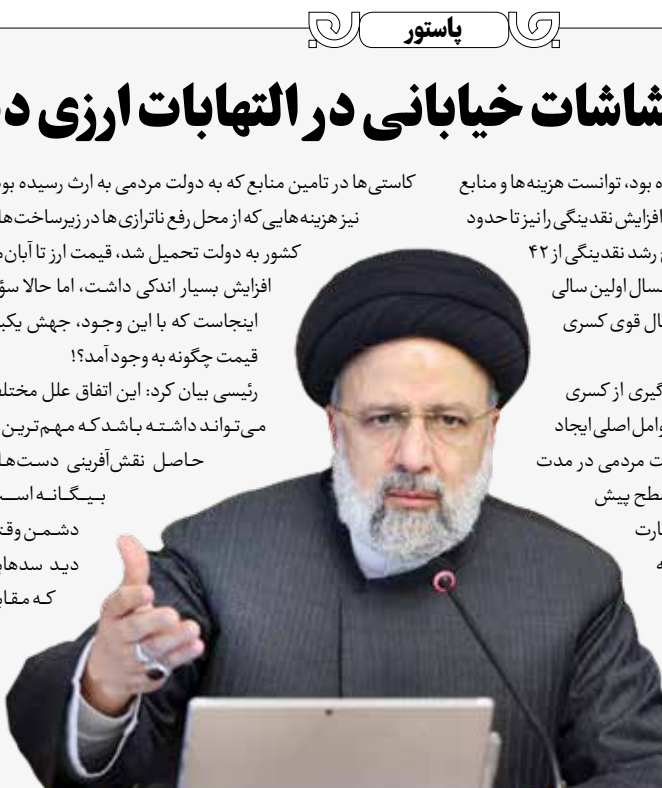 پاستور
شاشات خیابانی در التهابات ارزی د
ه بود، توانست هزینه‌ها و منابع
افزایش نقدینگی را نیز تا حدود
خ رشد نقدینگی از ۴۲
سال اولین سالی
ال قوی کسری
گیری از کسری
وامل اصلی ایجاد
ت مردمی در مدت
طح پیش
ارت
ه
کاستی‌ها در تامین منابع که به دولت مردمی به ارث رسیده بو
نیز هزینه‌هایی که از محل رفع ناترازی‌ها در زیرساخت‌ها
کشور به دولت تحمیل شد، قیمت ارز تا آبان
افزایش بسیار اندکی داشت، اما حالا سؤ
اینجاست که با این وجود، جهش یکب
قیمت چگونه به وجود آمد؟!
رئیسی بیان کرد: این اتفاق علل مختلف
می‌تواند داشته باشد که مهم‌ترین
حاصل نقش‌آفرینی دست‌ها
بیگانه است
دشمن وقت
دید سدها
که مقاب